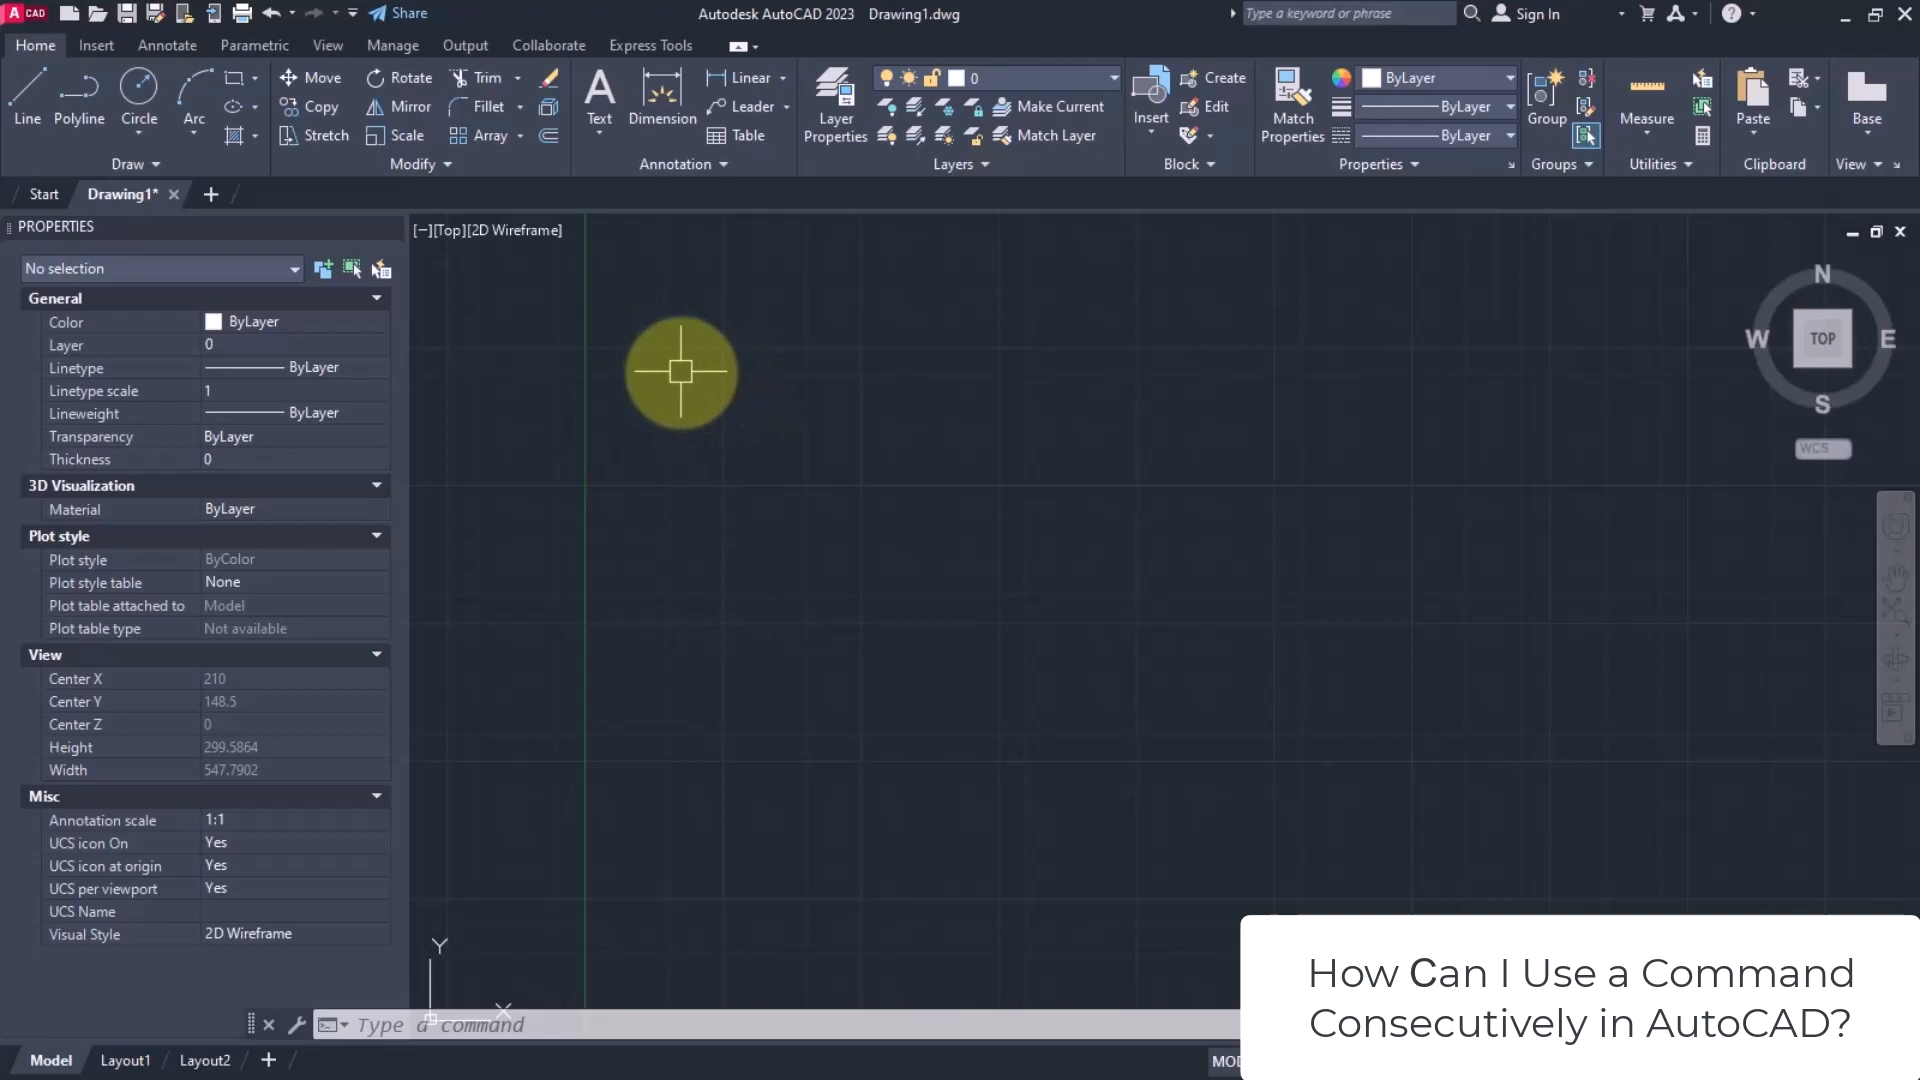 A CAD Share Autodesk AutoCAD 2023 Drawing1.dwg Type a keyword or phrase Sign In
Home Insert Annotate Parametric View Manage Output Collaborate Express Tools
Line Polyline Circle Arc
Move Rotate Trim
Copy Mirror Fillet
Stretch Scale Array
Text Dimension
Linear
Leader
Table
Layer Properties
0
Make Current
Match Layer
Insert
Create
Edit
Match Properties
ByLayer
ByLayer
ByLayer
Group Measure Paste Base
Draw Modify Annotation Layers Block Properties Groups Utilities Clipboard View
Start Drawing1*
PROPERTIES
[−][Top][2D Wireframe]
No selection
General
Color ByLayer
Layer 0
Linetype ByLayer
Linetype scale 1
Lineweight ByLayer
Transparency ByLayer
Thickness 0
3D Visualization
Material ByLayer
Plot style
Plot style ByColor
Plot style table None
Plot table attached to Model
Plot table type Not available
View
Center X 210
Center Y 148.5
Center Z 0
Height 299.5864
Width 547.7902
Misc
Annotation scale 1:1
UCS icon On Yes
UCS icon at origin Yes
UCS per viewport Yes
UCS Name
Visual Style 2D Wireframe
N
W TOP E
S
WCS
Y
X
Type a command
Model Layout1 Layout2
How Can I Use a Command
Consecutively in AutoCAD?